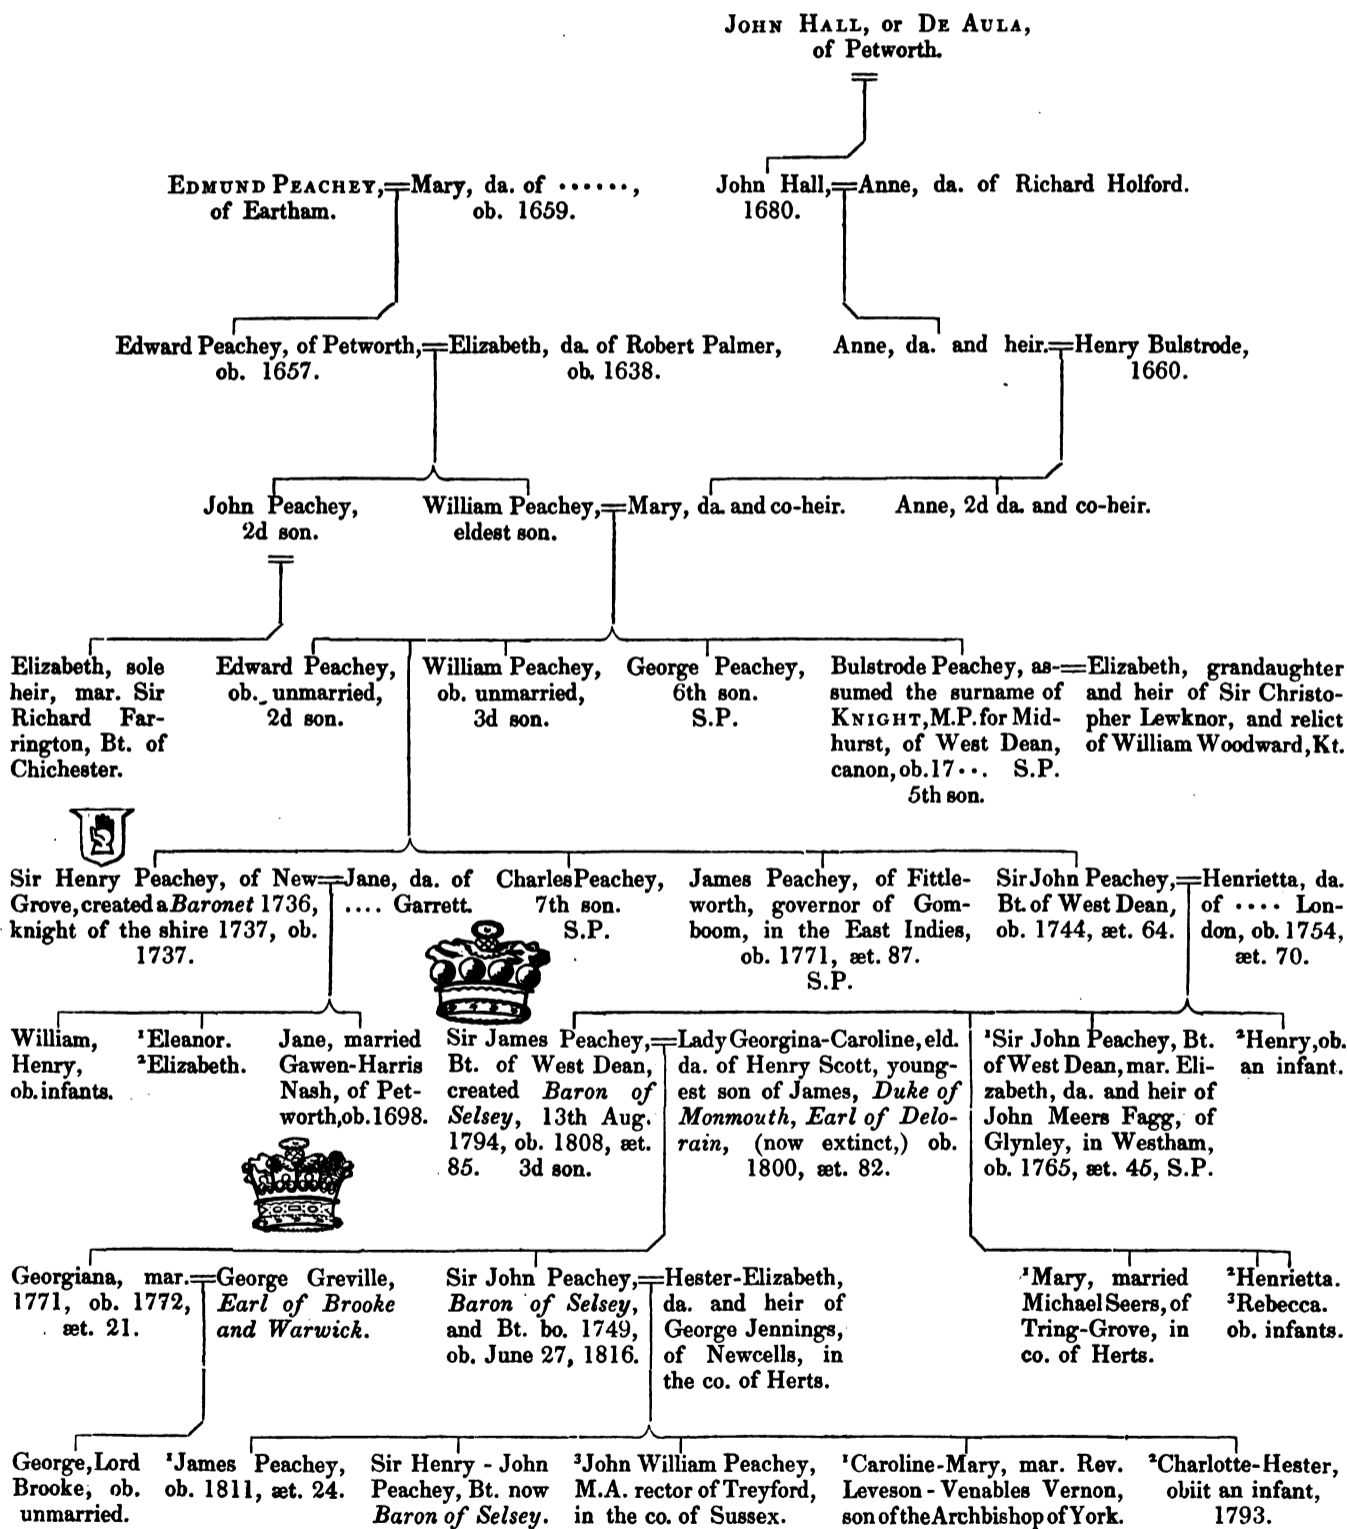 JOHN HALL, or DE AULA,
of Petworth.
EDMUND PEACHEY,=Mary, da. of ······,
of Eartham. ob. 1659.
John Hall,=Anne, da. of Richard Holford.
1680.
Edward Peachey, of Petworth,=Elizabeth, da. of Robert Palmer,
ob. 1657. ob. 1638.
Anne, da. and heir.=Henry Bulstrode,
1660.
John Peachey,
2d son.
William Peachey,=Mary, da. and co-heir.
eldest son.
Anne, 2d da. and co-heir.
Elizabeth, sole
heir, mar. Sir
Richard Far-
rington, Bt. of
Chichester.
Edward Peachey,
ob. unmarried,
2d son.
William Peachey,
ob. unmarried,
3d son.
George Peachey,
6th son.
S.P.
Bulstrode Peachey, as-
sumed the surname of
KNIGHT, M.P. for Mid-
hurst, of West Dean,
canon, ob. 17··. S.P.
5th son.
=Elizabeth, grandaughter
and heir of Sir Christo-
pher Lewknor, and relict
of William Woodward, Kt.
Sir Henry Peachey, of New
Grove, created a Baronet 1736,
knight of the shire 1737, ob.
1737.
=Jane, da. of
.... Garrett.
Charles Peachey,
7th son.
S.P.
James Peachey, of Fittle-
worth, governor of Gom-
boom, in the East Indies,
ob. 1771, æt. 87.
S.P.
Sir John Peachey,
Bt. of West Dean,
ob. 1744, æt. 64.
=Henrietta, da.
of ···· Lon-
don, ob. 1754,
æt. 70.
William,
Henry,
ob. infants.
¹Eleanor.
²Elizabeth.
Jane, married
Gawen-Harris
Nash, of Pet-
worth, ob. 1698.
Sir James Peachey,
Bt. of West Dean,
created Baron of
Selsey, 13th Aug.
1794, ob. 1808, æt.
85. 3d son.
=Lady Georgina-Caroline, eld.
da. of Henry Scott, young-
est son of James, Duke of
Monmouth, Earl of Delo-
rain, (now extinct,) ob.
1800, æt. 82.
¹Sir John Peachey, Bt.
of West Dean, mar. Eli-
zabeth, da. and heir of
John Meers Fagg, of
Glynley, in Westham,
ob. 1765, æt. 45, S.P.
²Henry, ob.
an infant.
Georgiana, mar.
1771, ob. 1772,
æt. 21.
=George Greville,
Earl of Brooke
and Warwick.
Sir John Peachey,
Baron of Selsey,
and Bt. bo. 1749,
ob. June 27, 1816.
=Hester-Elizabeth,
da. and heir of
George Jennings,
of Newcells, in
the co. of Herts.
¹Mary, married
Michael Seers, of
Tring-Grove, in
co. of Herts.
²Henrietta.
³Rebecca.
ob. infants.
George, Lord
Brooke, ob.
unmarried.
¹James Peachey,
ob. 1811, æt. 24.
Sir Henry - John
Peachey, Bt. now
Baron of Selsey.
³John William Peachey,
M.A. rector of Treyford,
in the co. of Sussex.
¹Caroline-Mary, mar. Rev.
Leveson - Venables Vernon,
son of the Archbishop of York.
²Charlotte-Hester,
obiit an infant,
1793.